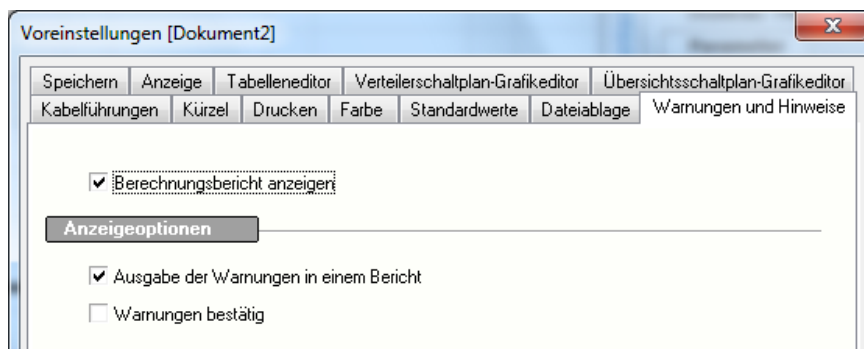 Voreinstellungen [Dokument2]
Speichern Anzeige Tabelleneditor Verteilerschaltplan-Grafikeditor Übersichtsschaltplan-Grafikeditor
Kabelführungen Kürzel Drucken Farbe Standardwerte Dateiablage Warnungen und Hinweise
Berechnungsbericht anzeigen
Anzeigeoptionen
Ausgabe der Warnungen in einem Bericht
Warnungen bestätig